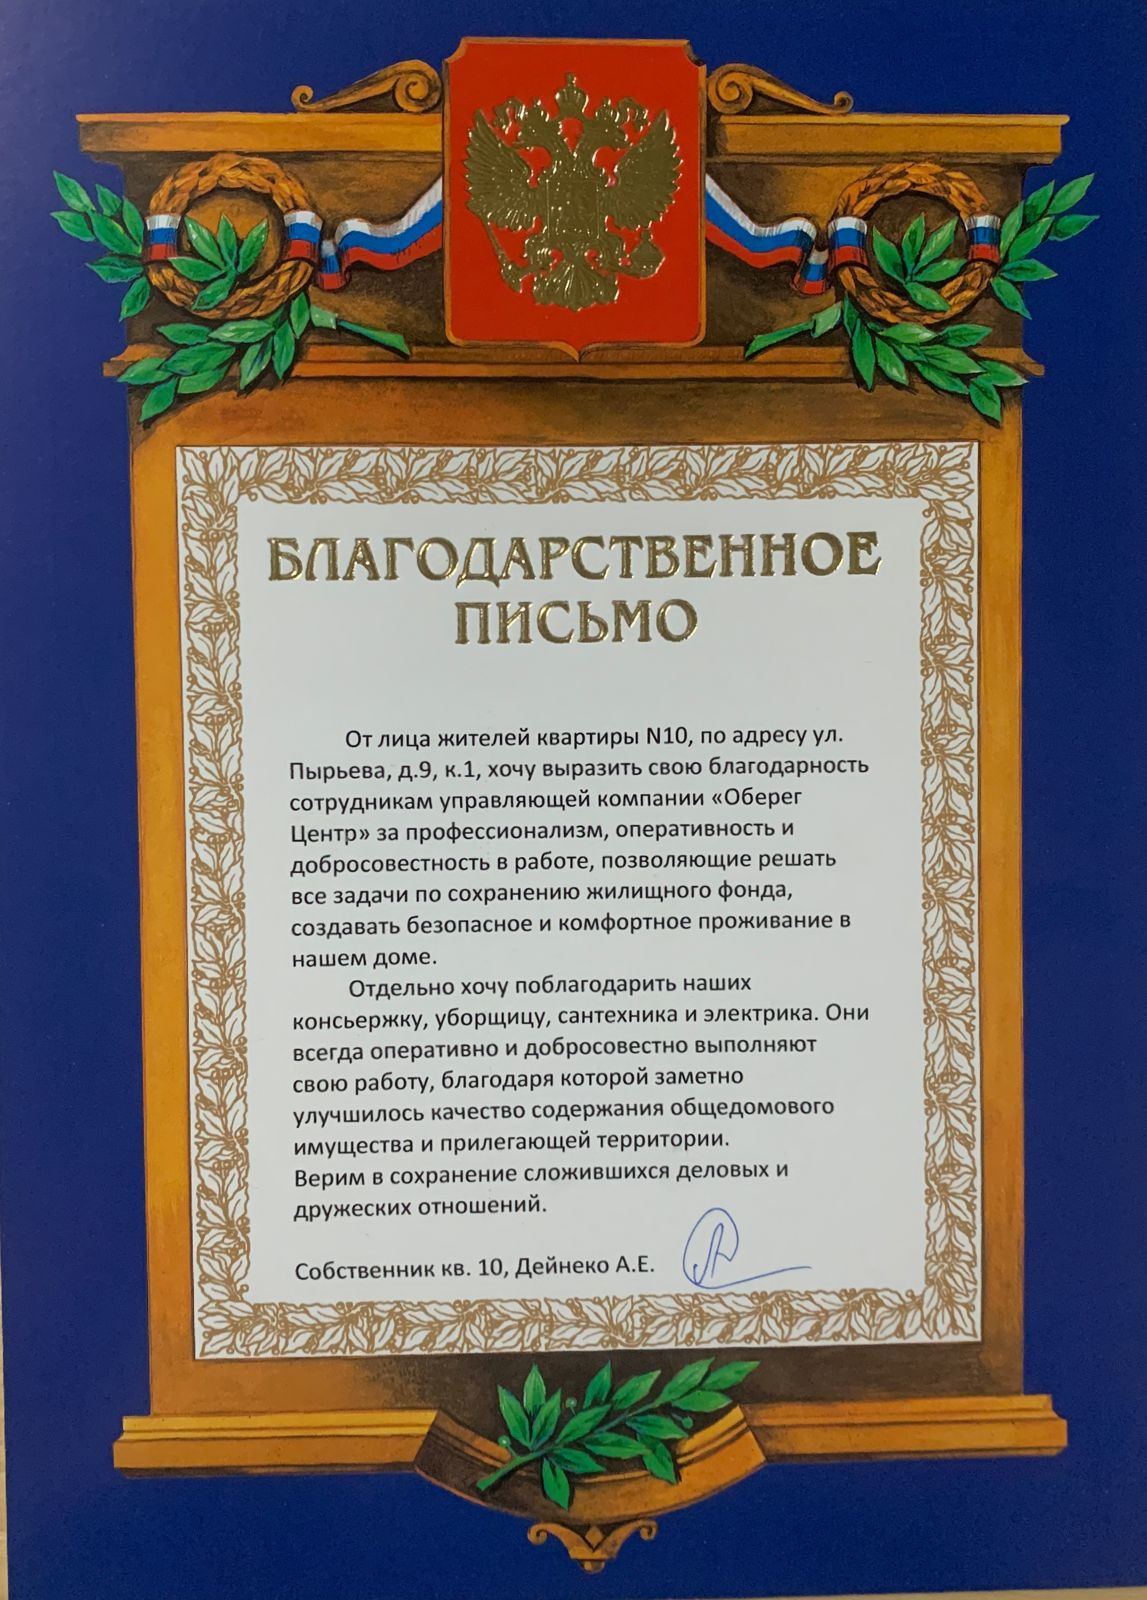 БЛАГОДАРСТВЕННОЕ
ПИСЬМО
От лица жителей квартиры N10, по адресу ул.
Пырьева, д.9, к.1, хочу выразить свою благодарность
сотрудникам управляющей компании «Оберег
Центр» за профессионализм, оперативность и
добросовестность в работе, позволяющие решать
все задачи по сохранению жилищного фонда,
создавать безопасное и комфортное проживание в
нашем доме.
Отдельно хочу поблагодарить наших
консьержку, уборщицу, сантехника и электрика. Они
всегда оперативно и добросовестно выполняют
свою работу, благодаря которой заметно
улучшилось качество содержания общедомового
имущества и прилегающей территории.
Верим в сохранение сложившихся деловых и
дружеских отношений.
Собственник кв. 10, Дейнеко А.Е.